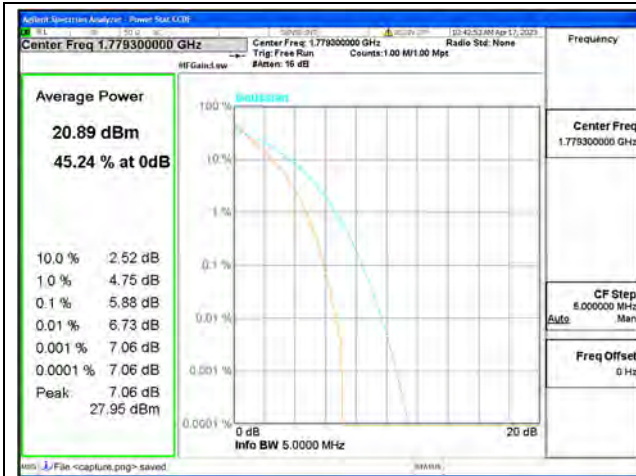 Agilent Spectrum Analyzer - Power Stat CCDF
10:42:53 AM Apr 17, 2023
Center Freq 1.779300000 GHz
Center Freq: 1.779300000 GHz
Radio Std: None
Trig: Free Run
Counts:1.00 M/1.00 Mpt
#IFGain:Low
#Atten: 16 dB
Frequency
Average Power
20.89 dBm
45.24 % at 0dB
10.0 % 2.52 dB
1.0 % 4.75 dB
0.1 % 5.88 dB
0.01 % 6.73 dB
0.001 % 7.06 dB
0.0001 % 7.06 dB
Peak 7.06 dB
27.95 dBm
Gaussian
100 %
10 %
1 %
0.1 %
0.01 %
0.001 %
0.0001 %
0 dB
20 dB
Info BW 5.0000 MHz
Center Freq
1.779300000 GHz
CF Step
5.000000 MHz
Auto Man
Freq Offset
0 Hz
MSG File <capture.png> saved
STATUS